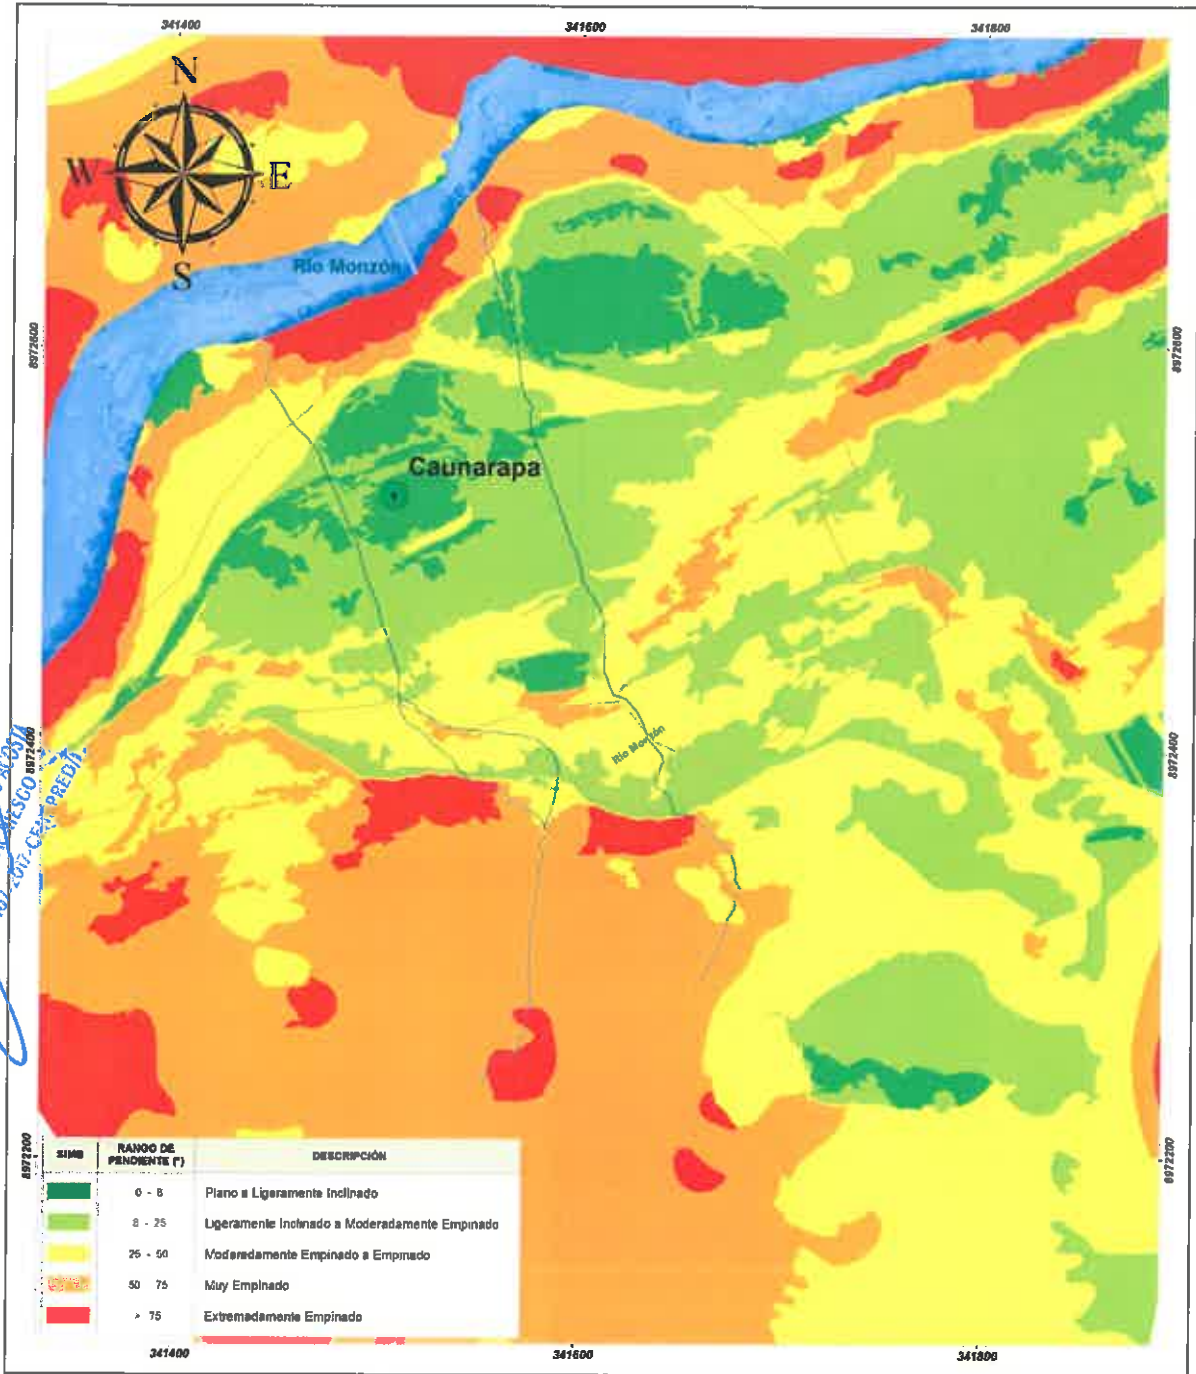 341400 341600 341800
N
W E
S
Río Monzón
8972600 8972600
Caunarapa
Río Monzón
8972400 8972400
8972200 8972200
SIMB RANGO DE PENDIENTE (°) DESCRIPCIÓN
0 - 8 Plano a Ligeramente Inclinado
8 - 25 Ligeramente Inclinado a Moderadamente Empinado
25 - 50 Moderadamente Empinado a Empinado
50 75 Muy Empinado
> 75 Extremadamente Empinado
341400 341600 341800